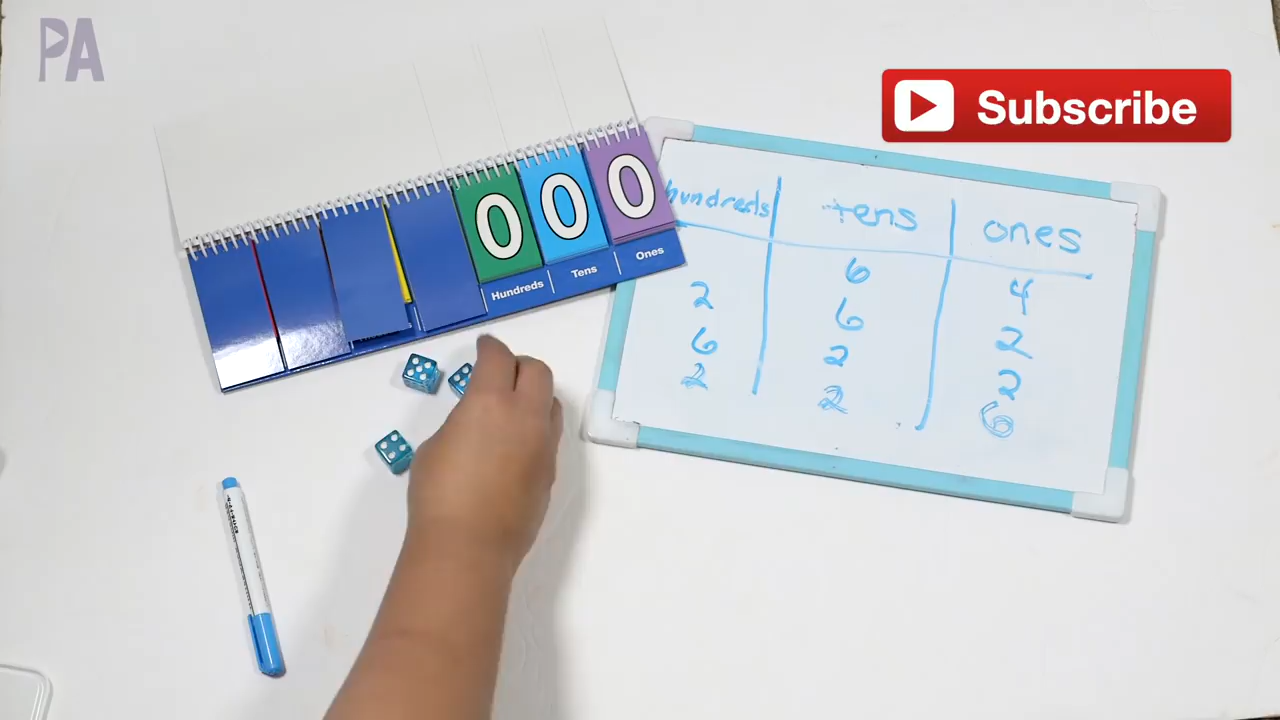 PA
Subscribe
0 0 0
Hundreds Tens Ones
hundreds tens ones
6 4
2 6 2
6 2 2
2 2 6